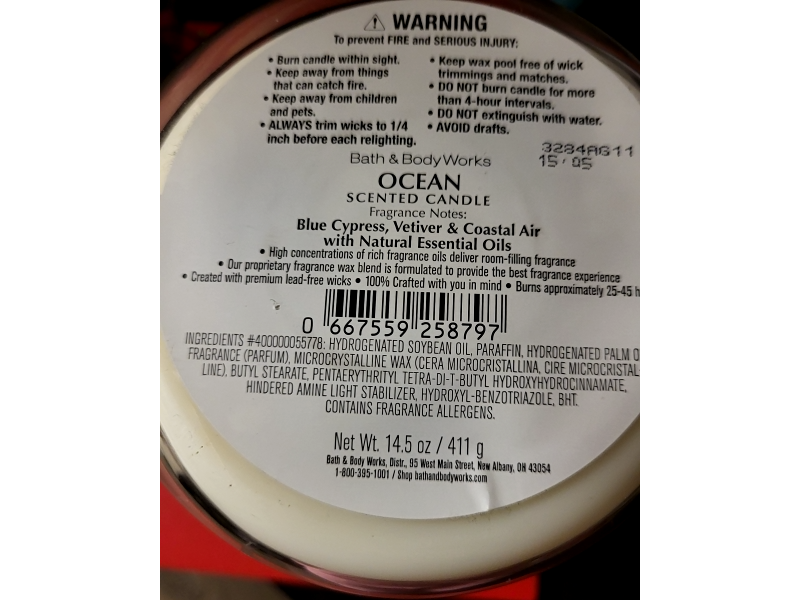 ⚠ WARNING
To prevent FIRE and SERIOUS INJURY:
• Burn candle within sight.
• Keep away from things
that can catch fire.
• Keep away from children
and pets.
• ALWAYS trim wicks to 1/4
inch before each relighting.
• Keep wax pool free of wick
trimmings and matches.
• DO NOT burn candle for more
than 4-hour intervals.
• DO NOT extinguish with water.
• AVOID drafts.
3284AG11
15:05
Bath & Body Works
OCEAN
SCENTED CANDLE
Fragrance Notes:
Blue Cypress, Vetiver & Coastal Air
with Natural Essential Oils
• High concentrations of rich fragrance oils deliver room-filling fragrance
• Our proprietary fragrance wax blend is formulated to provide the best fragrance experience
• Created with premium lead-free wicks • 100% Crafted with you in mind • Burns approximately 25-45 h
0 667559 258797
INGREDIENTS #400000055778: HYDROGENATED SOYBEAN OIL, PARAFFIN, HYDROGENATED PALM O
FRAGRANCE (PARFUM), MICROCRYSTALLINE WAX (CERA MICROCRISTALLINA, CIRE MICROCRISTAL-
LINE), BUTYL STEARATE, PENTAERYTHRITYL TETRA-DI-T-BUTYL HYDROXYHYDROCINNAMATE,
HINDERED AMINE LIGHT STABILIZER, HYDROXYL-BENZOTRIAZOLE, BHT.
CONTAINS FRAGRANCE ALLERGENS.
Net Wt. 14.5 oz / 411 g
Bath & Body Works, Distr., 95 West Main Street, New Albany, OH 43054
1-800-395-1001 / Shop bathandbodyworks.com